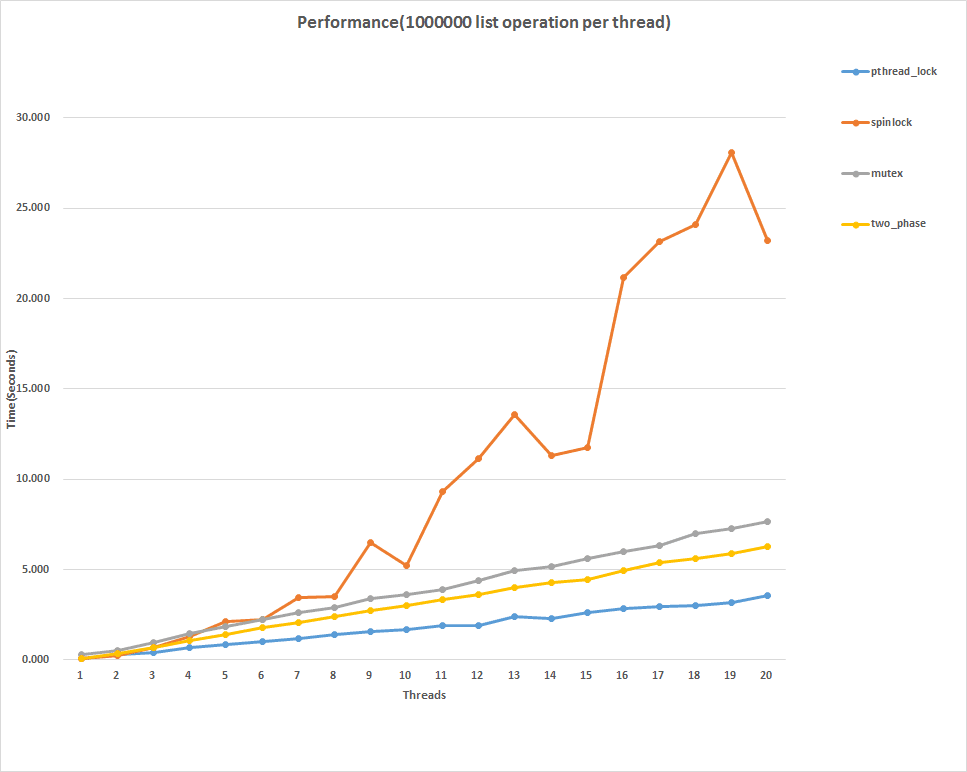 Performance(1000000 list operation per thread)
pthread_lock
spinlock
mutex
two_phase
30.000
25.000
20.000
15.000
10.000
5.000
0.000
Time(Seconds)
1 2 3 4 5 6 7 8 9 10 11 12 13 14 15 16 17 18 19 20
Threads